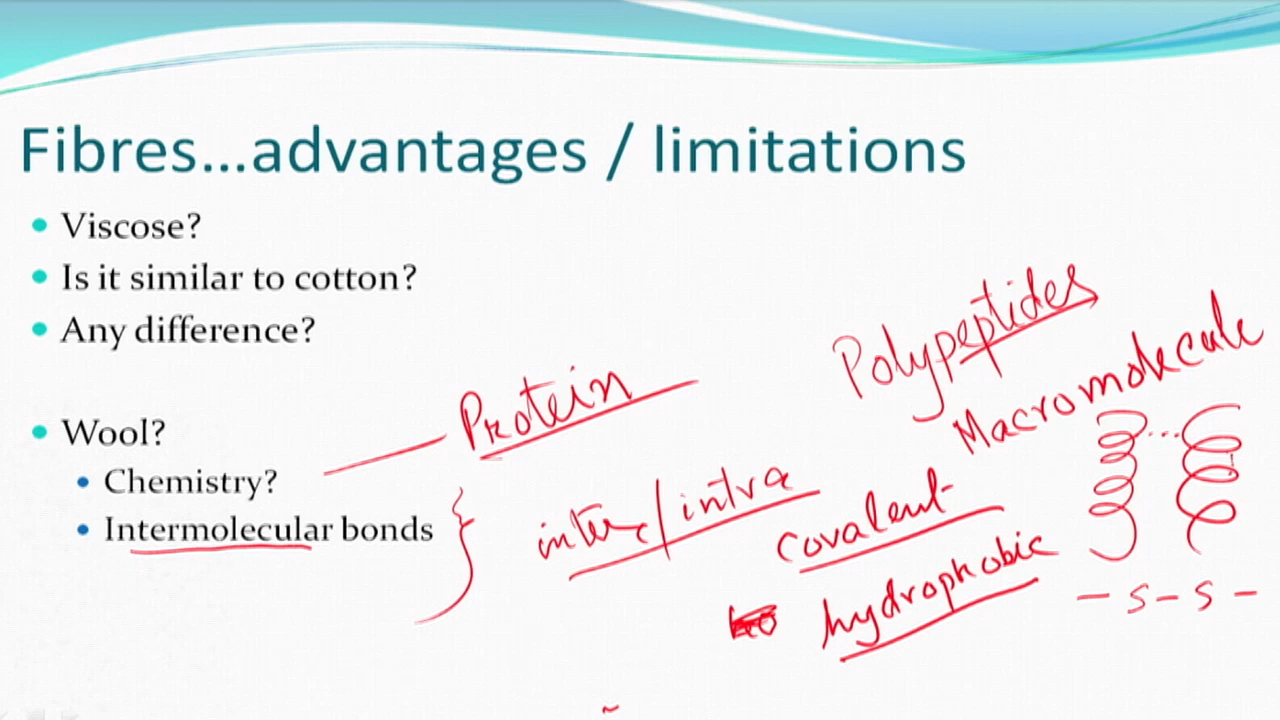 Fibres...advantages / limitations
Viscose?
Is it similar to cotton?
Any difference?
Wool?
Chemistry?
Intermolecular bonds
Protein
inter/intra
Polypeptides
Macromolecule
covalent
hydrophobic
- S - S -